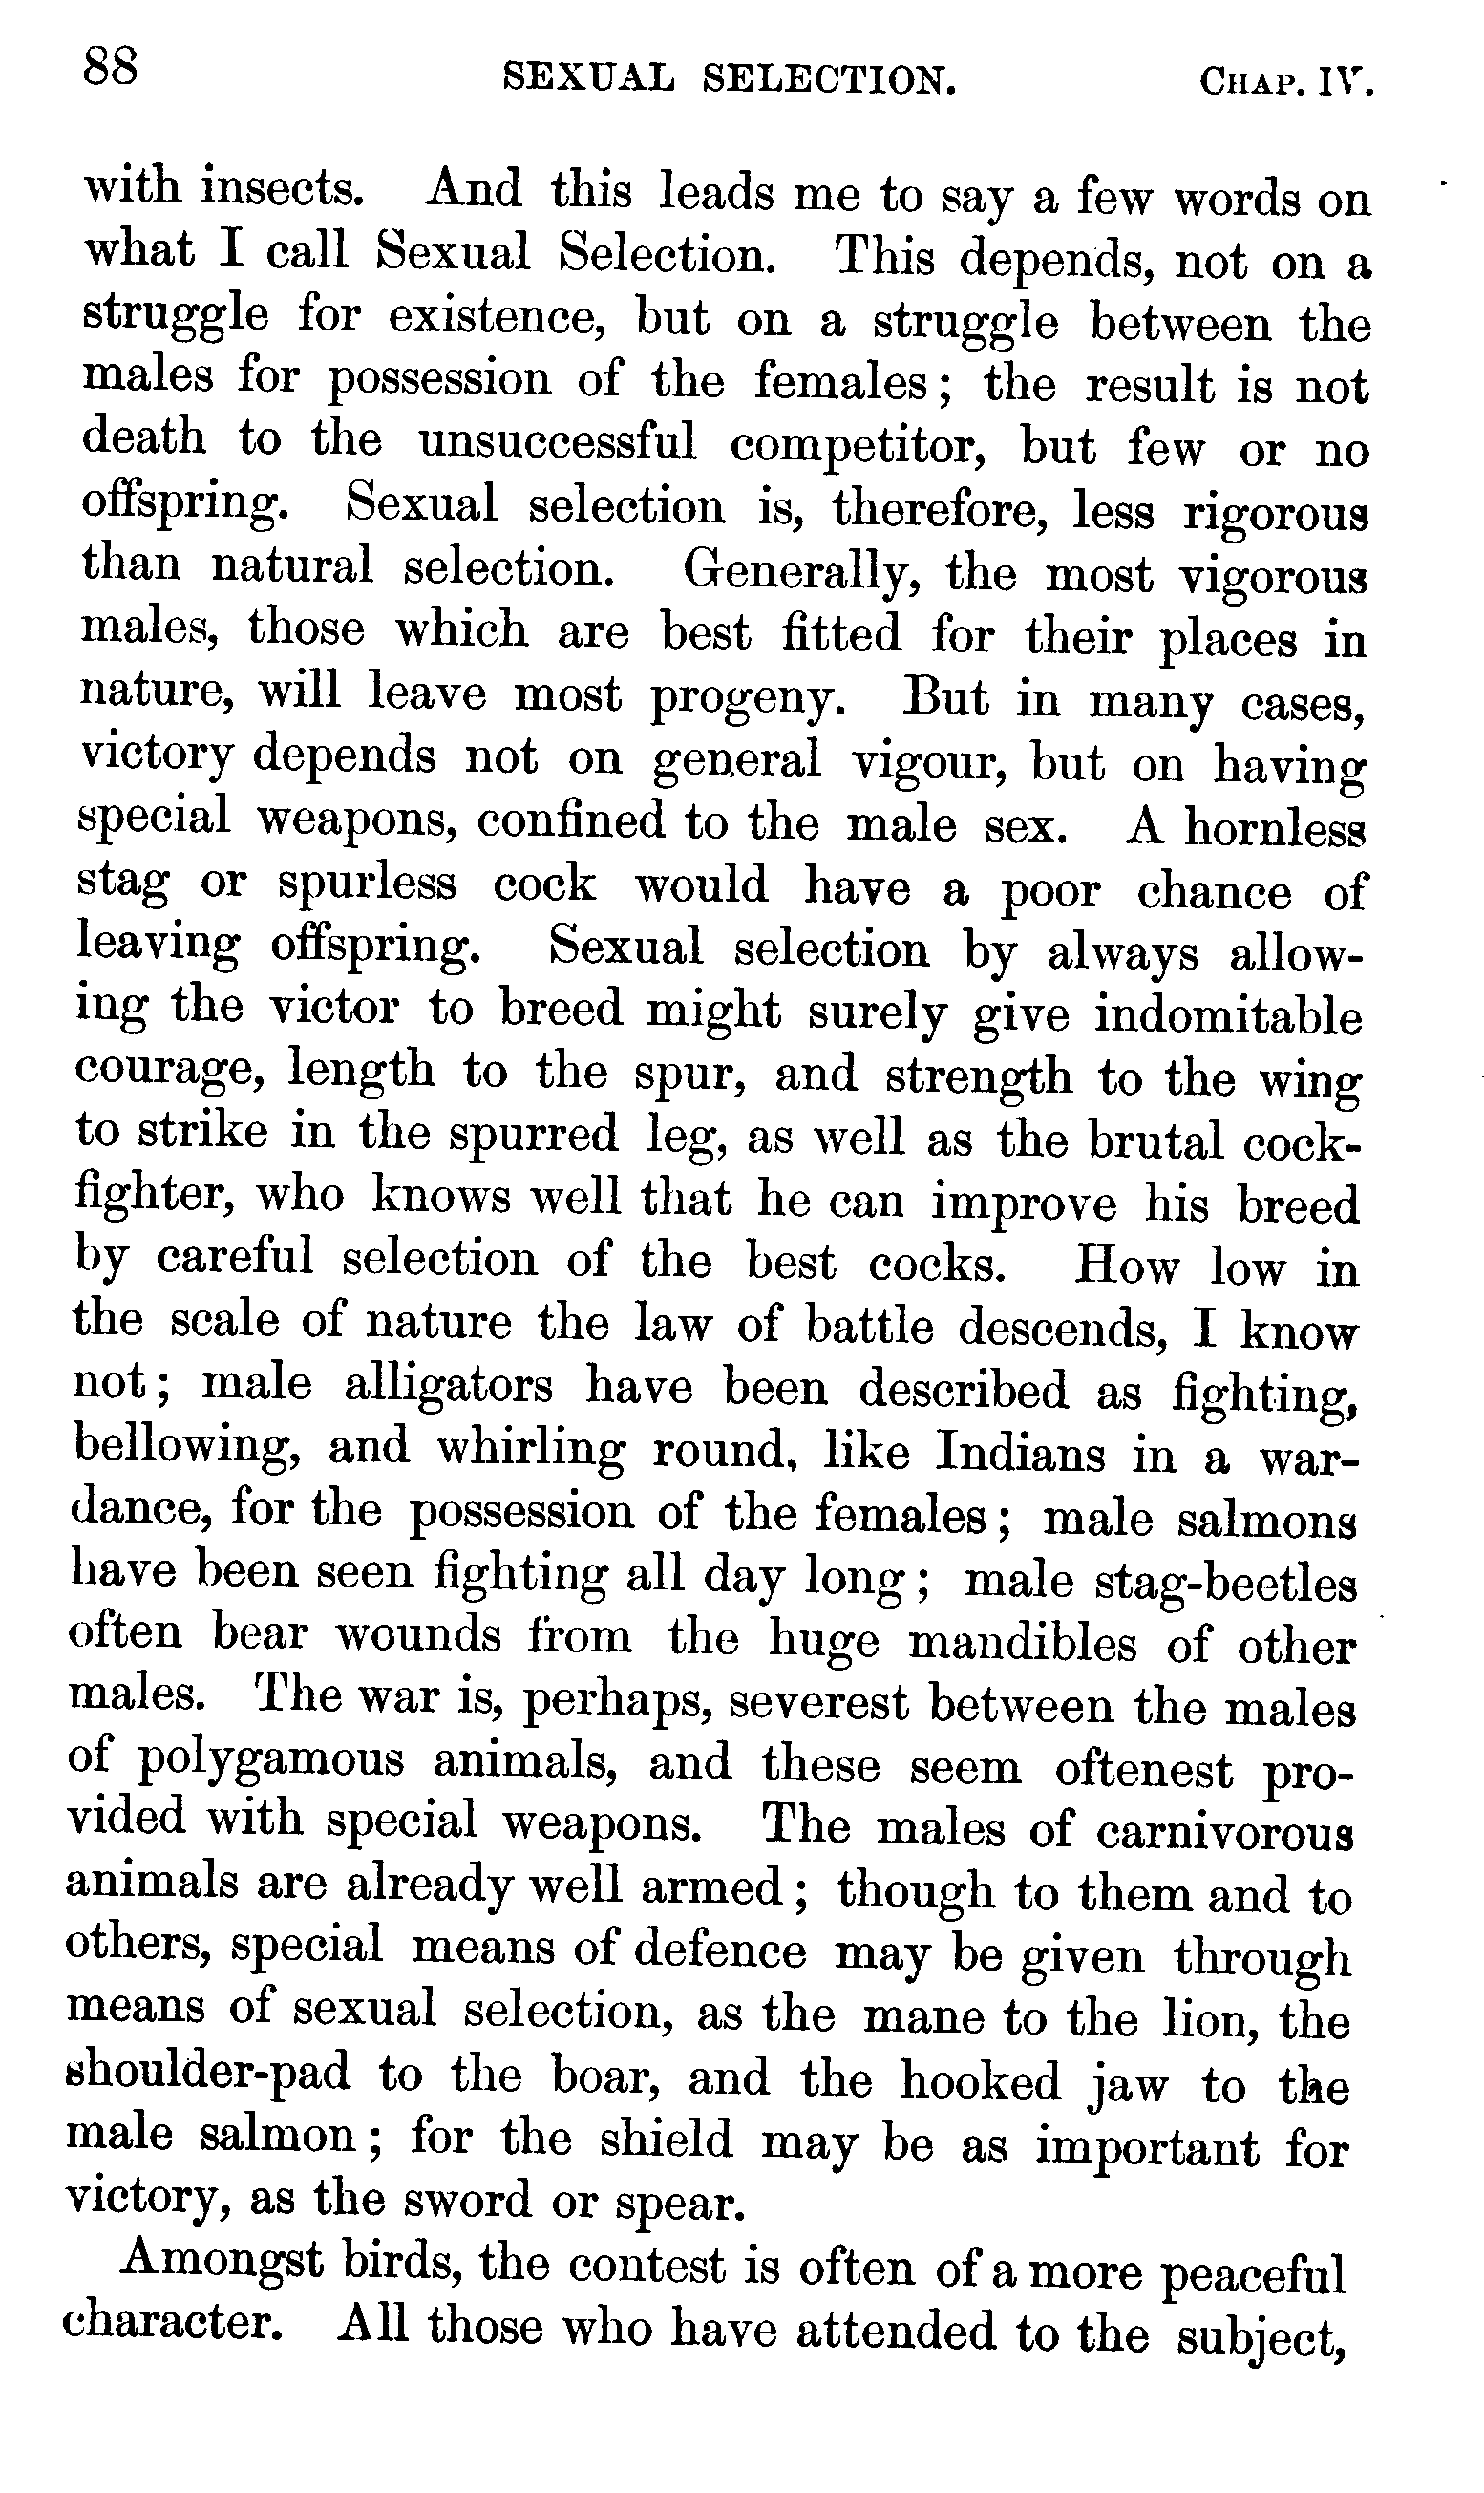 88 SEXUAL SELECTION. CHAP. IV.
with insects. And this leads me to say a few words on
what I call Sexual Selection. This depends, not on a
struggle for existence, but on a struggle between the
males for possession of the females; the result is not
death to the unsuccessful competitor, but few or no
offspring. Sexual selection is, therefore, less rigorous
than natural selection. Generally, the most vigorous
males, those which are best fitted for their places in
nature, will leave most progeny. But in many cases,
victory depends not on general vigour, but on having
special weapons, confined to the male sex. A hornless
stag or spurless cock would have a poor chance of
leaving offspring. Sexual selection by always allow-
ing the victor to breed might surely give indomitable
courage, length to the spur, and strength to the wing
to strike in the spurred leg, as well as the brutal cock-
fighter, who knows well that he can improve his breed
by careful selection of the best cocks. How low in
the scale of nature the law of battle descends, I know
not; male alligators have been described as fighting,
bellowing, and whirling round, like Indians in a war-
dance, for the possession of the females; male salmons
have been seen fighting all day long; male stag-beetles
often bear wounds from the huge mandibles of other
males. The war is, perhaps, severest between the males
of polygamous animals, and these seem oftenest pro-
vided with special weapons. The males of carnivorous
animals are already well armed; though to them and to
others, special means of defence may be given through
means of sexual selection, as the mane to the lion, the
shoulder-pad to the boar, and the hooked jaw to the
male salmon; for the shield may be as important for
victory, as the sword or spear.
Amongst birds, the contest is often of a more peaceful
character. All those who have attended to the subject,